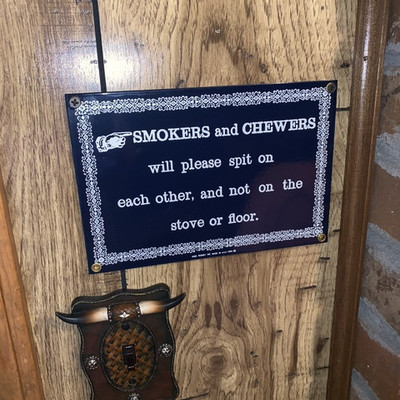 SMOKERS and CHEWERS
will please spit on
each other, and not on the
stove or floor.